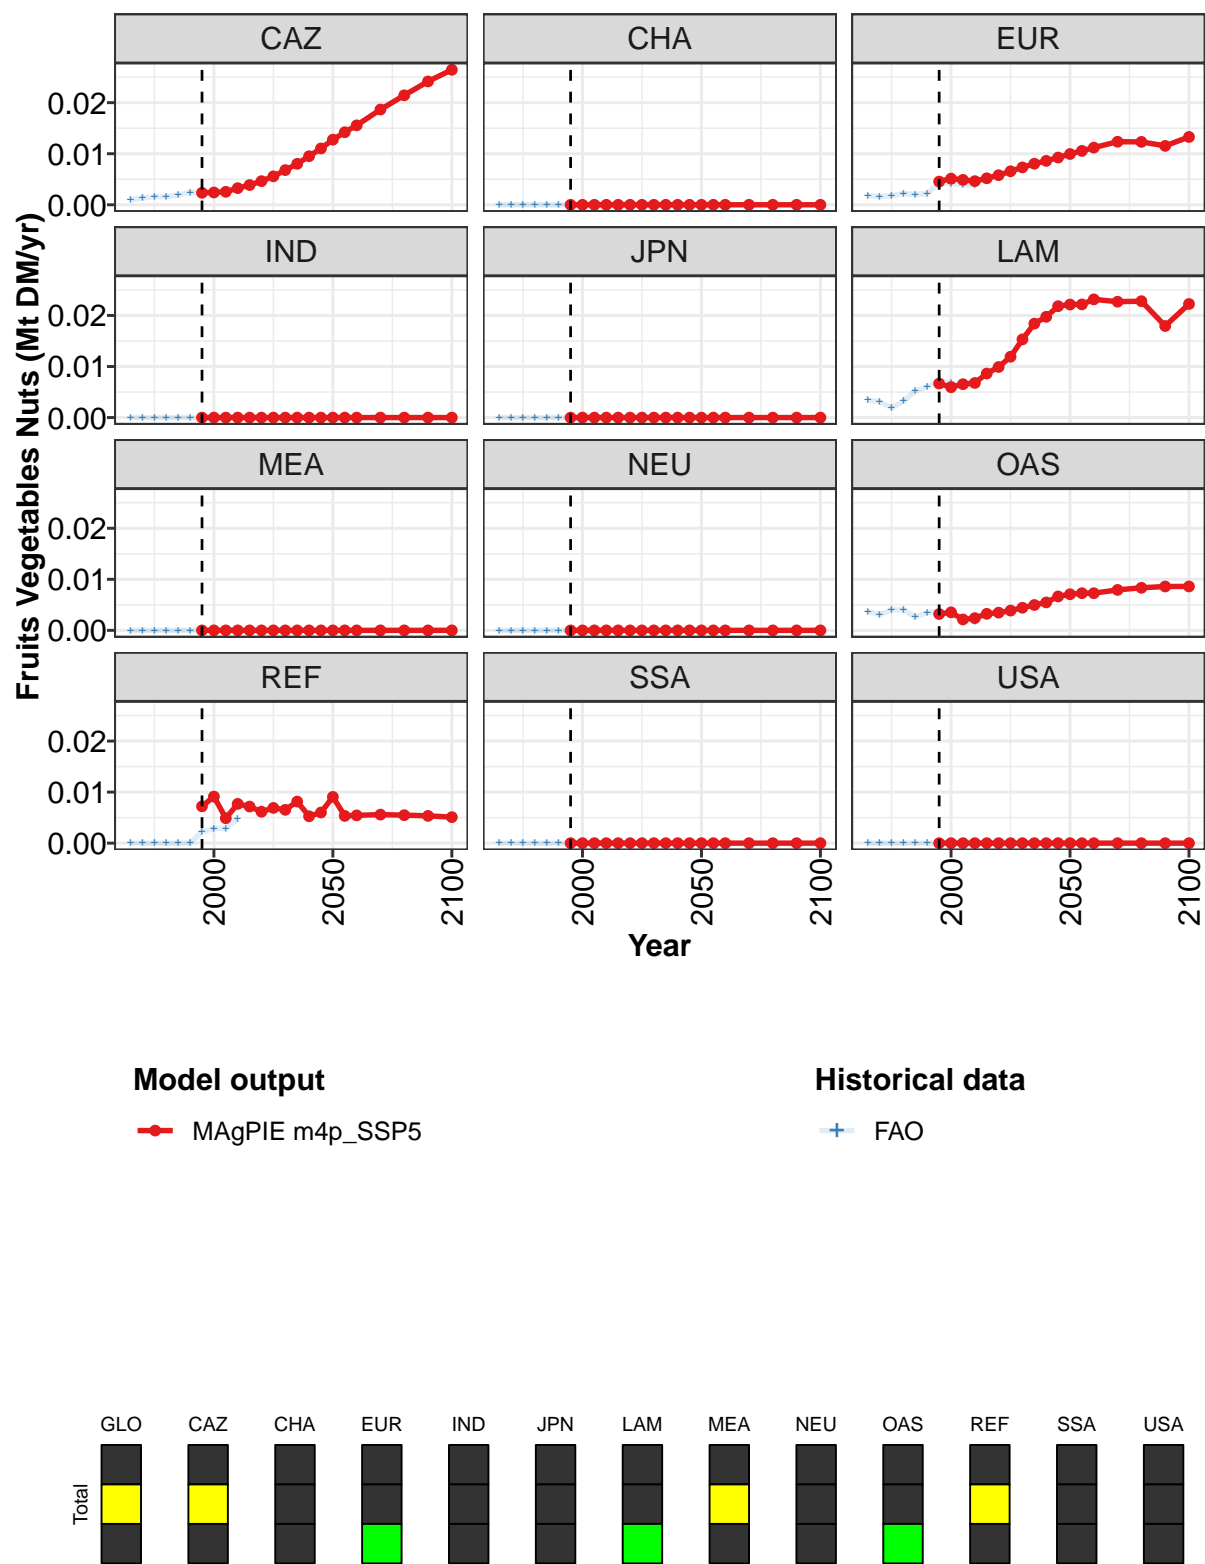 CAZ CHA EUR
0.02
0.01
0.00
IND JPN LAM
0.02
0.01
0.00
MEA NEU OAS
0.02
0.01
0.00
REF SSA USA
0.02
0.01
0.00
Fruits Vegetables Nuts (Mt DM/yr)
2000 2050 2100 2000 2050 2100 2000 2050 2100
Year
Model output
MAgPIE m4p_SSP5
Historical data
FAO
GLO CAZ CHA EUR IND JPN LAM MEA NEU OAS REF SSA USA
Total